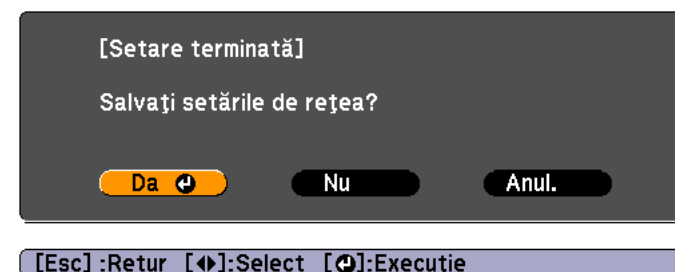 [Setare terminată]
Salvaţi setările de reţea?
Da Nu Anul.
[Esc] :Retur [◆]:Select [↵]:Executie